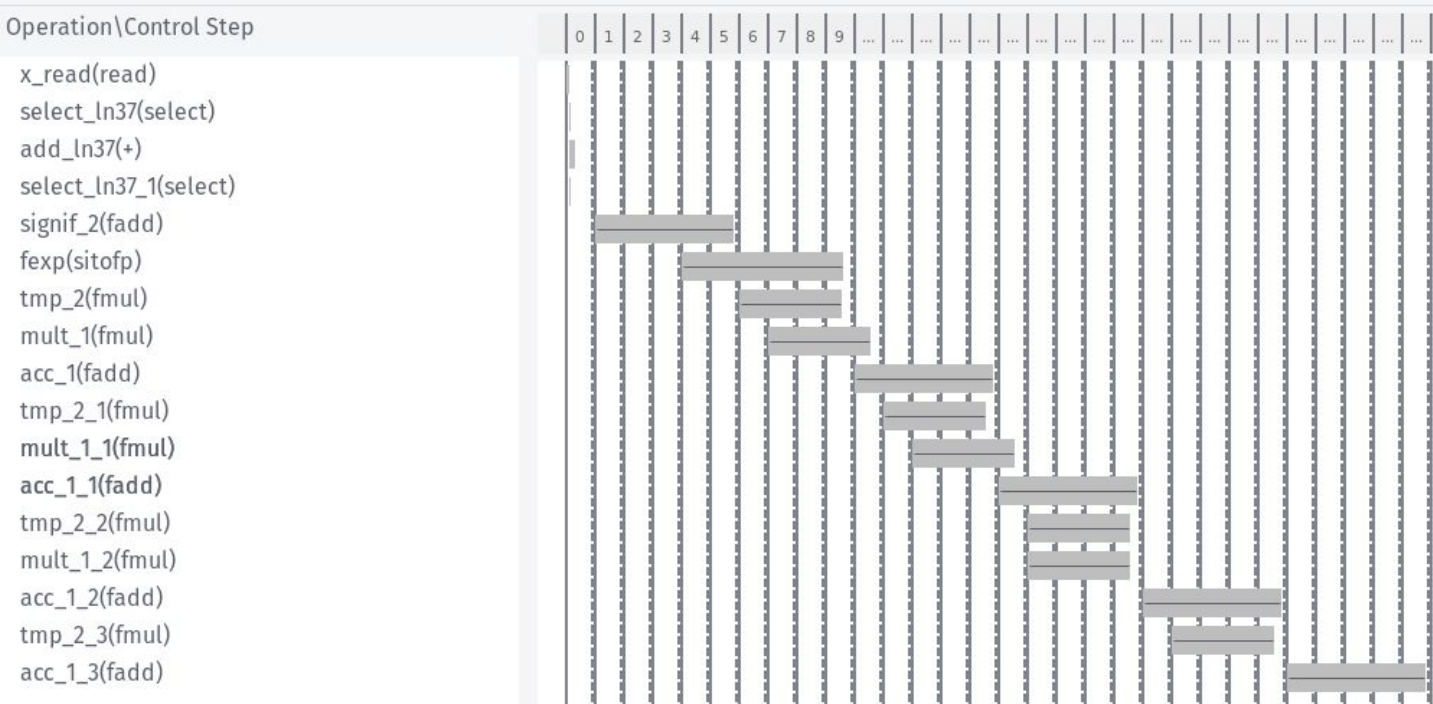 Operation\Control Step 0 1 2 3 4 5 6 7 8 9 ... ... ... ... ... ... ... ... ... ... ... ... ... ... ... ... ... ... ... ...
x_read(read)
select_ln37(select)
add_ln37(+)
select_ln37_1(select)
signif_2(fadd)
fexp(sitofp)
tmp_2(fmul)
mult_1(fmul)
acc_1(fadd)
tmp_2_1(fmul)
mult_1_1(fmul)
acc_1_1(fadd)
tmp_2_2(fmul)
mult_1_2(fmul)
acc_1_2(fadd)
tmp_2_3(fmul)
acc_1_3(fadd)